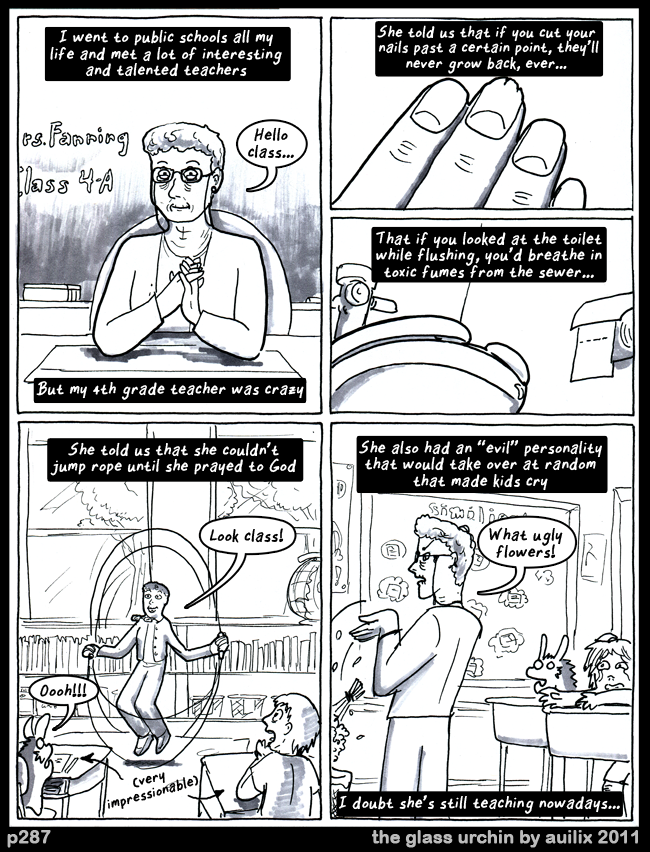 I went to public schools all my
life and met a lot of interesting
and talented teachers
rs. Fanning
lass 4-A
Hello
class...
But my 4th grade teacher was crazy
She told us that if you cut your
nails past a certain point, they'll
never grow back, ever...
That if you looked at the toilet
while flushing, you'd breathe in
toxic fumes from the sewer...
She told us that she couldn't
jump rope until she prayed to God
Look class!
Oooh!!!
(very
impressionable)
She also had an "evil" personality
that would take over at random
that made kids cry
What ugly
flowers!
I doubt she's still teaching nowadays...
p287
the glass urchin by auilix 2011